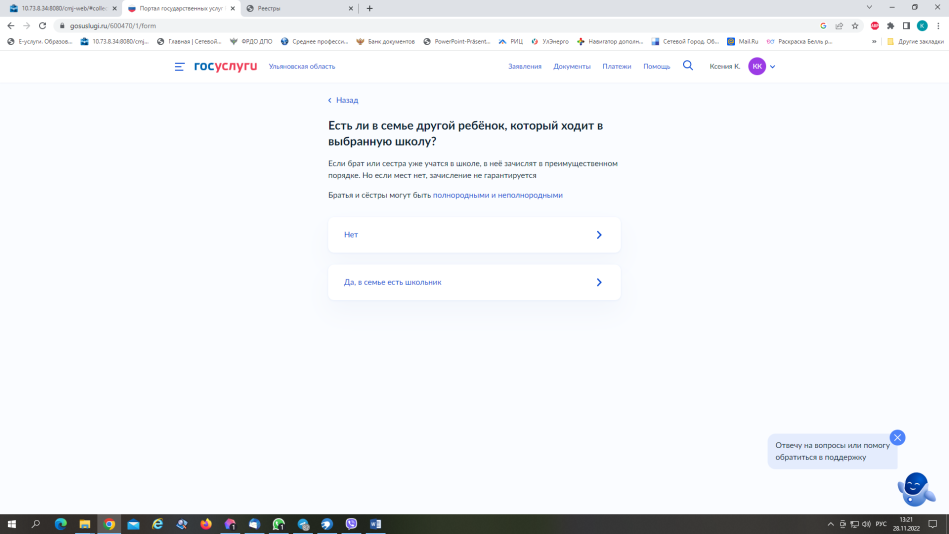 10.73.8.34:8080/cmj-web/#colle
Портал государственных услуг
Реестры
gosuslugi.ru/600470/1/form
Е-услуги. Образов...
10.73.8.34:8080/cmj...
Главная | Сетевой...
ФРДО ДПО
Среднее професси...
Банк документов
PowerPoint-Präsent...
РИЦ
УлЭнерго
Навигатор дополн...
Сетевой Город. Об...
Mail.Ru
Раскраска Белль р...
»
Другие закладки
госуслуги
Ульяновская область
Заявления
Документы
Платежи
Помощь
Ксения К.
КК
Назад
Есть ли в семье другой ребёнок, который ходит в
выбранную школу?
Если брат или сестра уже учатся в школе, в неё зачислят в преимущественном
порядке. Но если мест нет, зачисление не гарантируется
Братья и сёстры могут быть полнородными и неполнородными
Нет
Да, в семье есть школьник
Отвечу на вопросы или помогу
обратиться в поддержку
РУС
13:21
28.11.2022